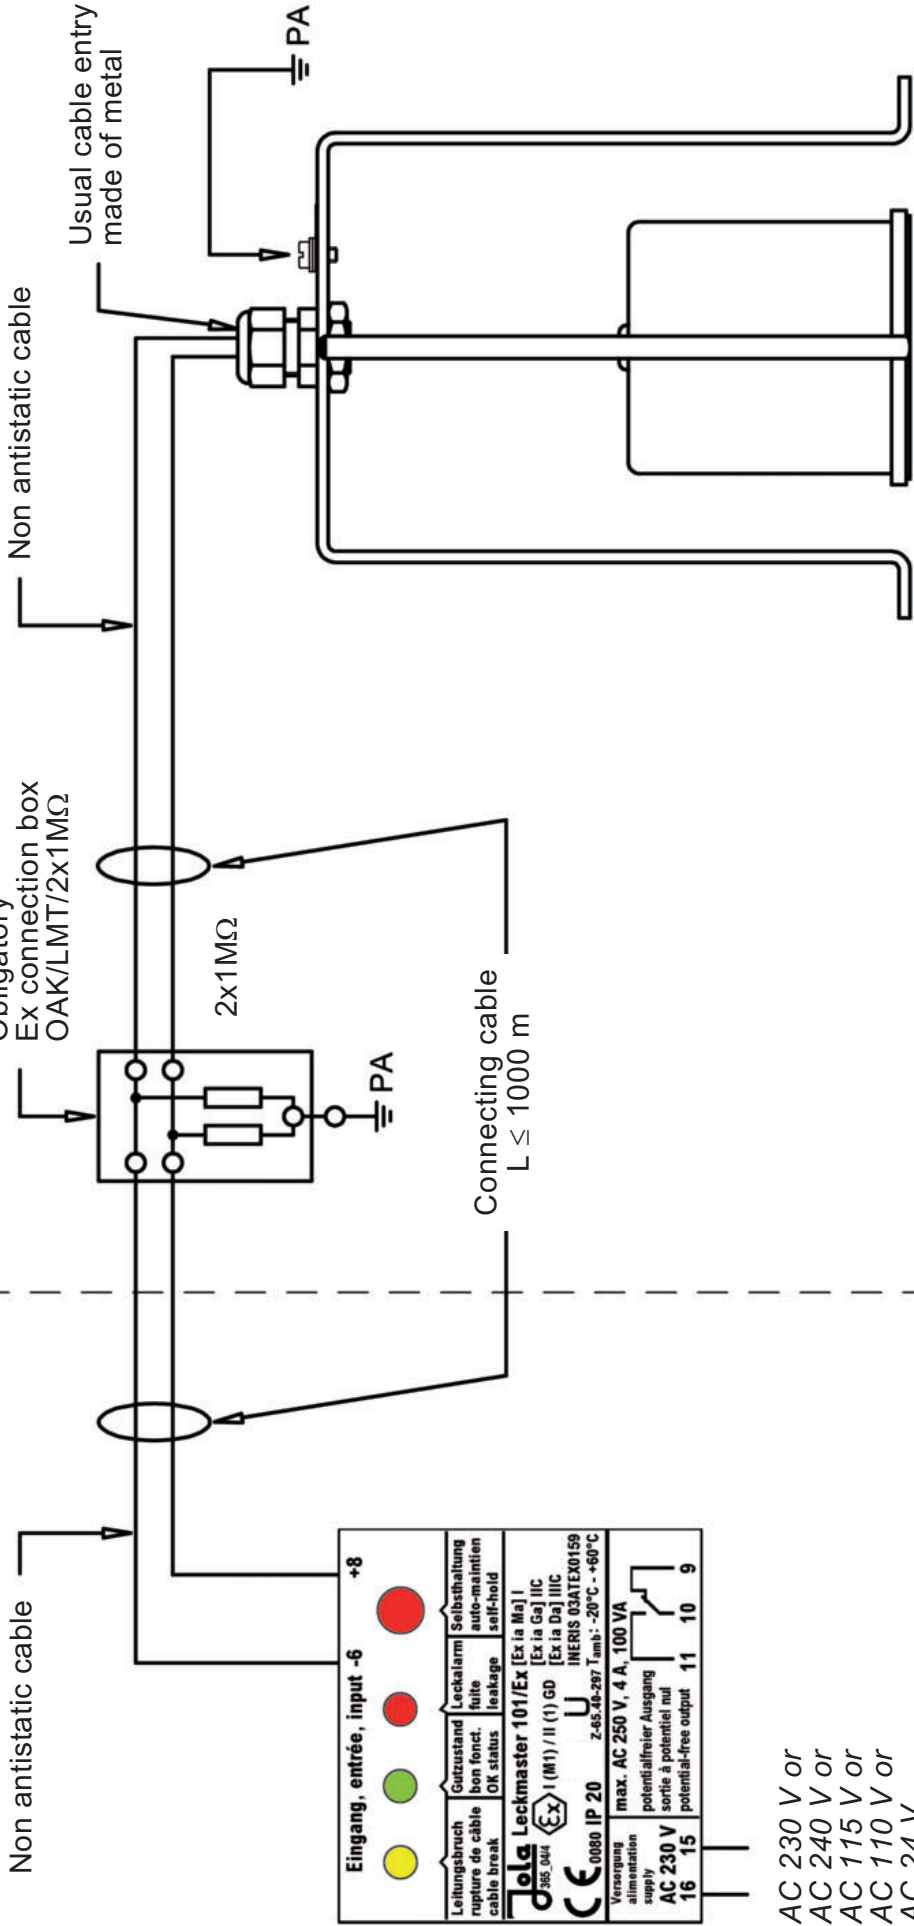 Non antistatic cable
Obligatory
Ex connection box
OAK/LMT/2x1MΩ
Non antistatic cable
Usual cable entry
made of metal
PA
2x1MΩ
PA
Connecting cable
L ≤ 1000 m
Eingang, entrée, input -6 +8
Leitungsbruch
rupture de câble
cable break
Gutzustand
bon fonct.
OK status
Leckalarm
fuite
leakage
Selbsthaltung
auto-maintien
self-hold
Jola Leckmaster 101/Ex
365_04/4
Ex I (M1) / II (1) GD
[Ex ia Ma] I
[Ex ia Ga] IIC
[Ex ia Da] IIIC
INERIS 03ATEX0159
CE 0080 IP 20
Z-65.40-297 Tamb: -20°C - +60°C
Versorgung
alimentation
supply
AC 230 V
16 15
max. AC 250 V, 4 A, 100 VA
potentialfreier Ausgang
sortie à potentiel nul
potential-free output
11 10 9
AC 230 V or
AC 240 V or
AC 115 V or
AC 110 V or
AC 24 V